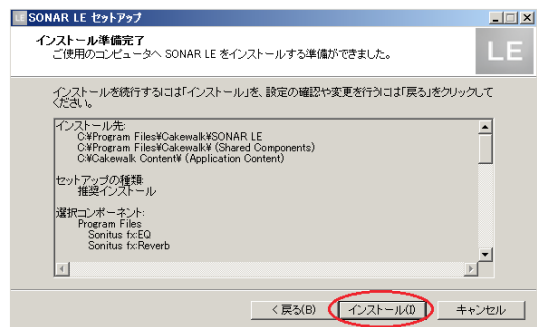 SONAR LE セットアップ
インストール準備完了
ご使用のコンピュータへ SONAR LE をインストールする準備ができました。
LE
インストールを続行するには「インストール」を、設定の確認や変更を行うには「戻る」をクリックして
ください。
インストール先:
C:¥Program Files¥Cakewalk¥SONAR LE
C:¥Program Files¥Cakewalk¥ (Shared Components)
C:¥Cakewalk Content¥ (Application Content)
セットアップの種類:
推奨インストール
選択コンポーネント:
Program Files
Sonitus fx:EQ
Sonitus fx:Reverb
< 戻る(B)
インストール(I)
キャンセル